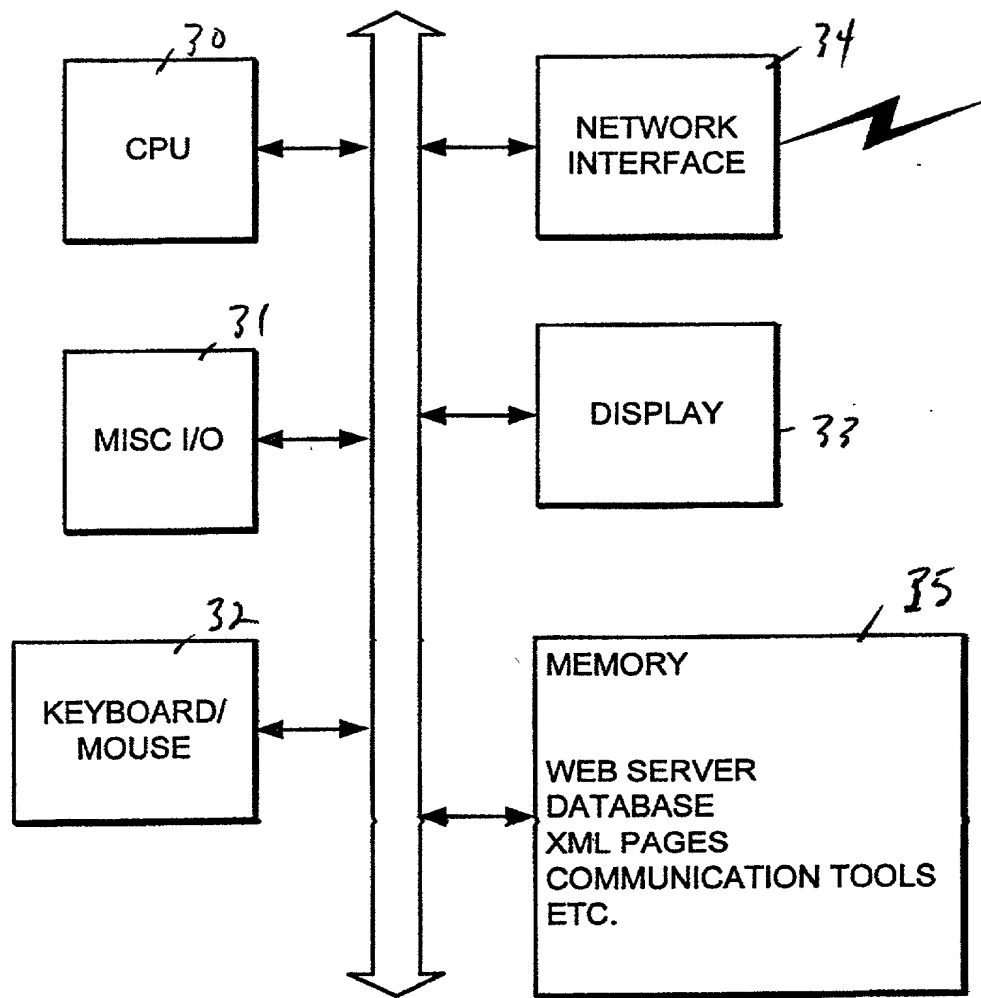 30
CPU
34
NETWORK
INTERFACE
31
MISC I/O
DISPLAY
33
32
KEYBOARD/
MOUSE
35
MEMORY
WEB SERVER
DATABASE
XML PAGES
COMMUNICATION TOOLS
ETC.